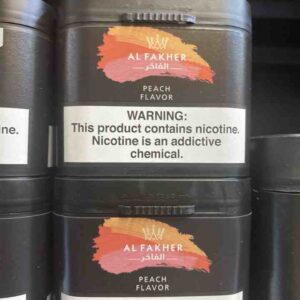 AL FAKHER
الفاخر
PEACH
FLAVOR
WARNING:
This product contains nicotine.
Nicotine is an addictive
chemical.
ne.
AL FAKHER
الفاخر
PEACH
FLAVOR